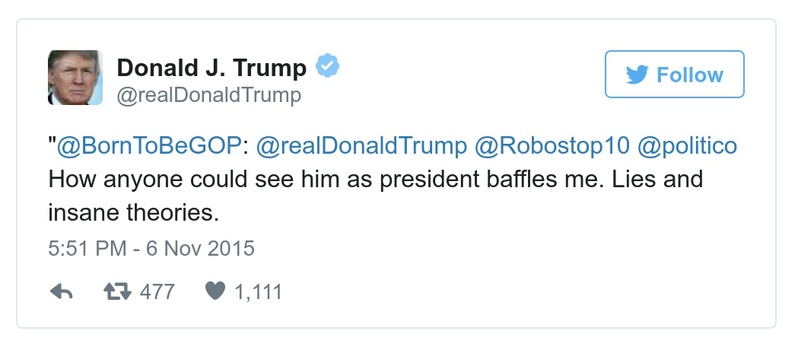 Donald J. Trump
@realDonaldTrump
Follow
"@BornToBeGOP: @realDonaldTrump @Robostop10 @politico
How anyone could see him as president baffles me. Lies and
insane theories.
5:51 PM - 6 Nov 2015
477 1,111